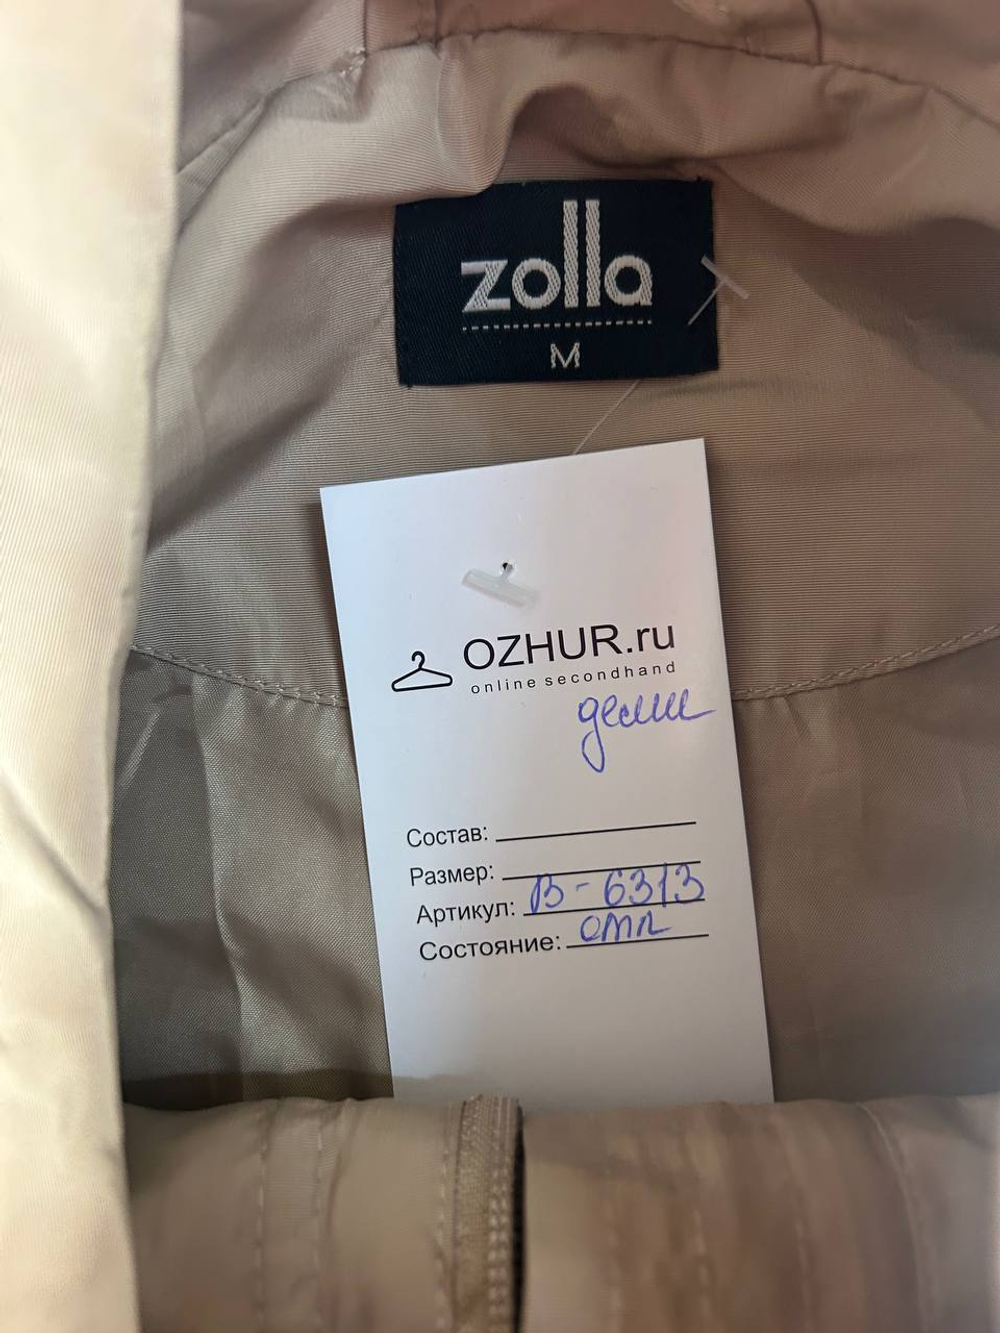 zolla
M
OZHUR.ru
online secondhand
деми
Состав:
Размер:
Артикул: В-6313
Состояние: отл